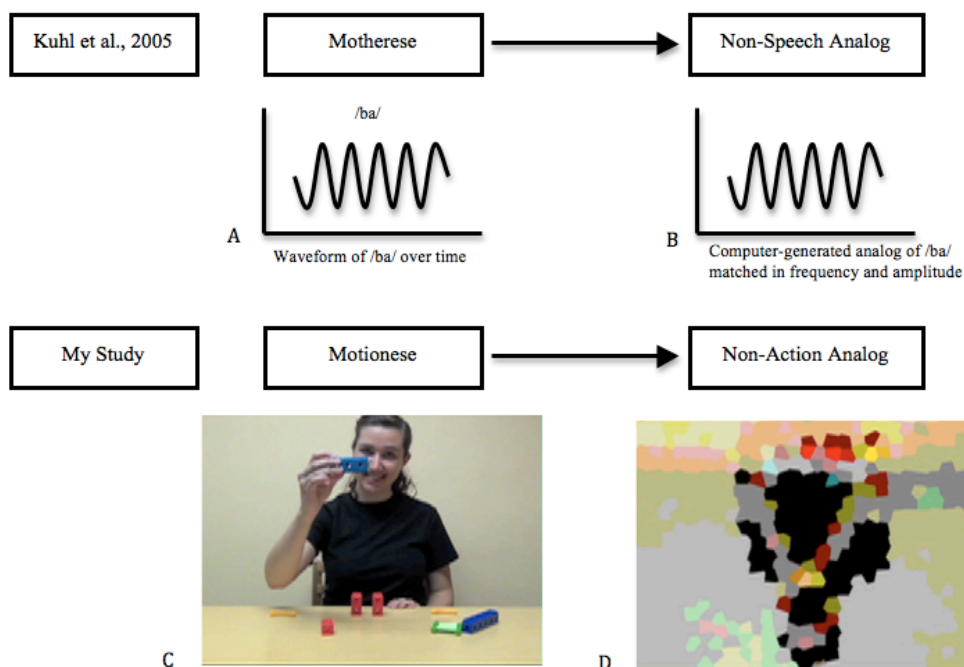 Kuhl et al., 2005
Motherese
Non-Speech Analog
/ba/
A
Waveform of /ba/ over time
B
Computer-generated analog of /ba/
matched in frequency and amplitude
My Study
Motionese
Non-Action Analog
C
D